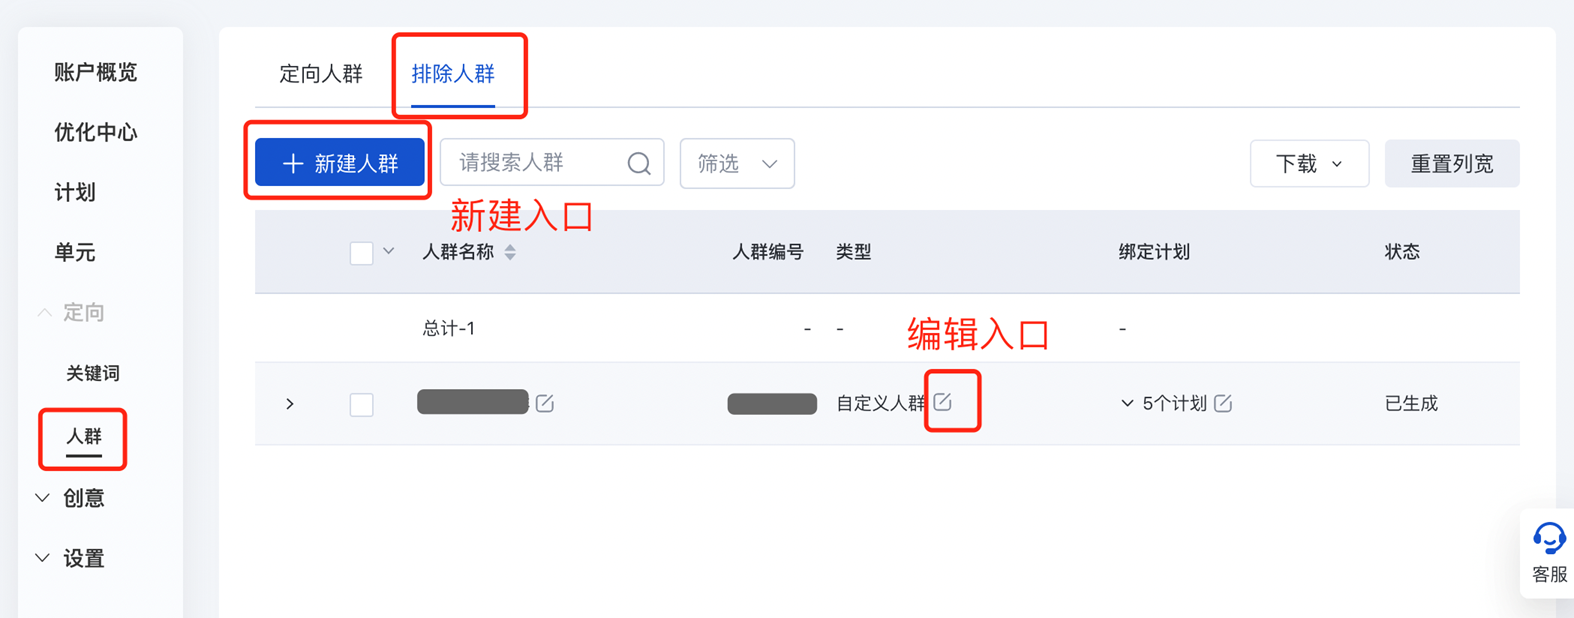 账户概览
优化中心
计划
单元
定向
关键词
人群
创意
设置
定向人群
排除人群
新建人群
请搜索人群
筛选
下载
重置列宽
新建入口
人群名称
人群编号
类型
绑定计划
状态
总计-1
-
-
-
编辑入口
自定义人群
5个计划
已生成
客服